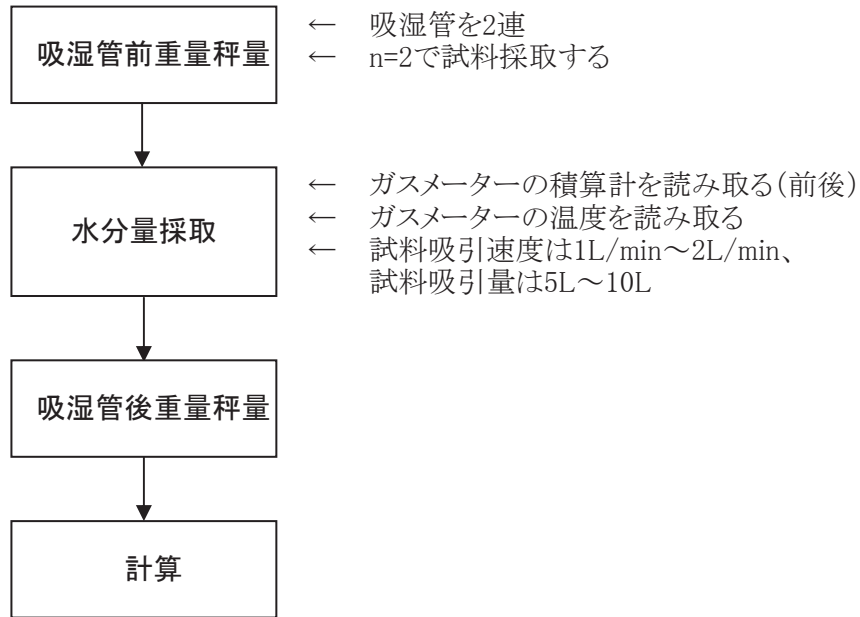 吸湿管前重量秤量
← 吸湿管を2連
← n=2で試料採取する
水分量採取
← ガスメーターの積算計を読み取る(前後)
← ガスメーターの温度を読み取る
← 試料吸引速度は1L/min～2L/min、
試料吸引量は5L～10L
吸湿管後重量秤量
計算